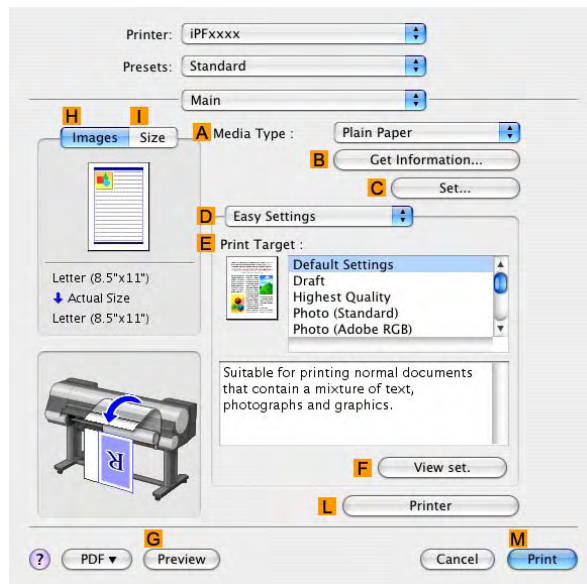 Printer: iPFxxxx
Presets: Standard
Main
H I
Images Size
A Media Type : Plain Paper
B Get Information...
C Set...
D Easy Settings
E Print Target :
Default Settings
Draft
Highest Quality
Photo (Standard)
Photo (Adobe RGB)
Letter (8.5"x11")
Actual Size
Letter (8.5"x11")
Suitable for printing normal documents
that contain a mixture of text,
photographs and graphics.
R
F View set.
L Printer
G M
? PDF Preview Cancel Print